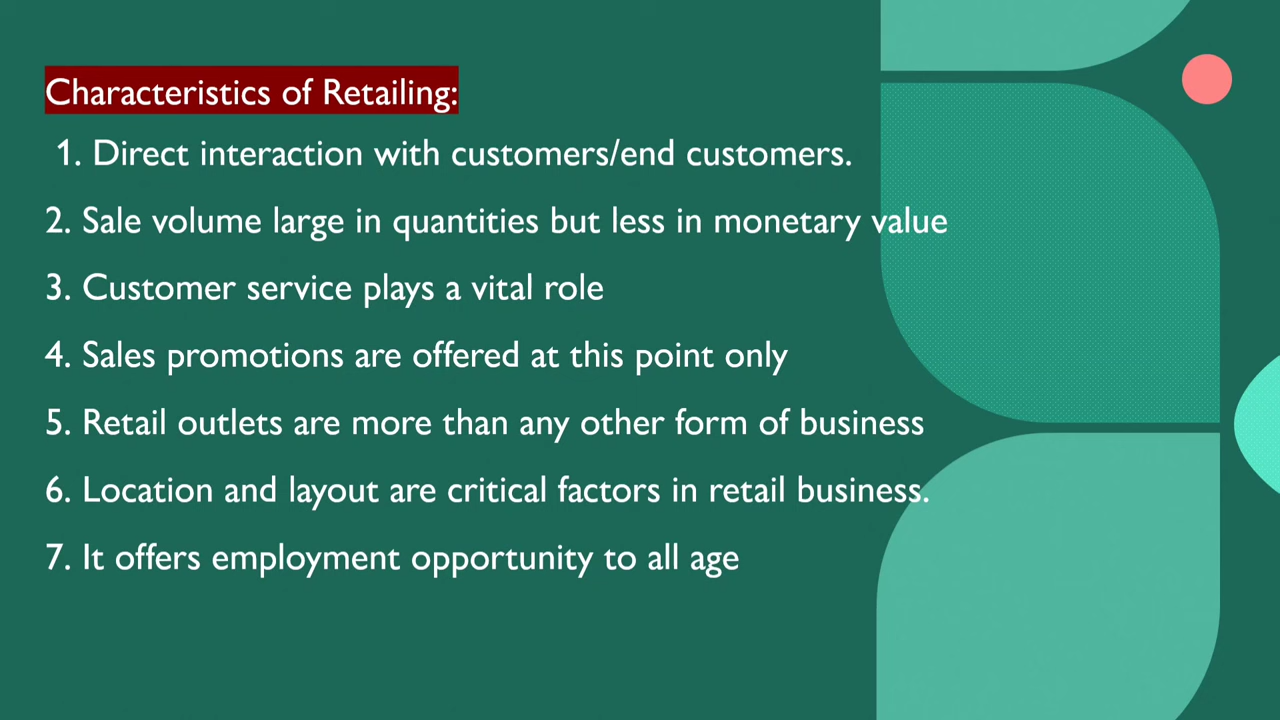 Characteristics of Retailing:
1. Direct interaction with customers/end customers.
2. Sale volume large in quantities but less in monetary value
3. Customer service plays a vital role
4. Sales promotions are offered at this point only
5. Retail outlets are more than any other form of business
6. Location and layout are critical factors in retail business.
7. It offers employment opportunity to all age